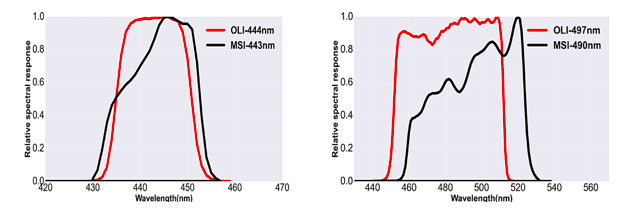 Relative spectral response
1.0
0.8
0.6
0.4
0.2
0.0
OLI-444nm
MSI-443nm
420 430 440 450 460 470
Wavelength(nm)
Relative spectral response
1.0
0.8
0.6
0.4
0.2
0.0
OLI-497nm
MSI-490nm
440 460 480 500 520 540 560
Wavelength(nm)